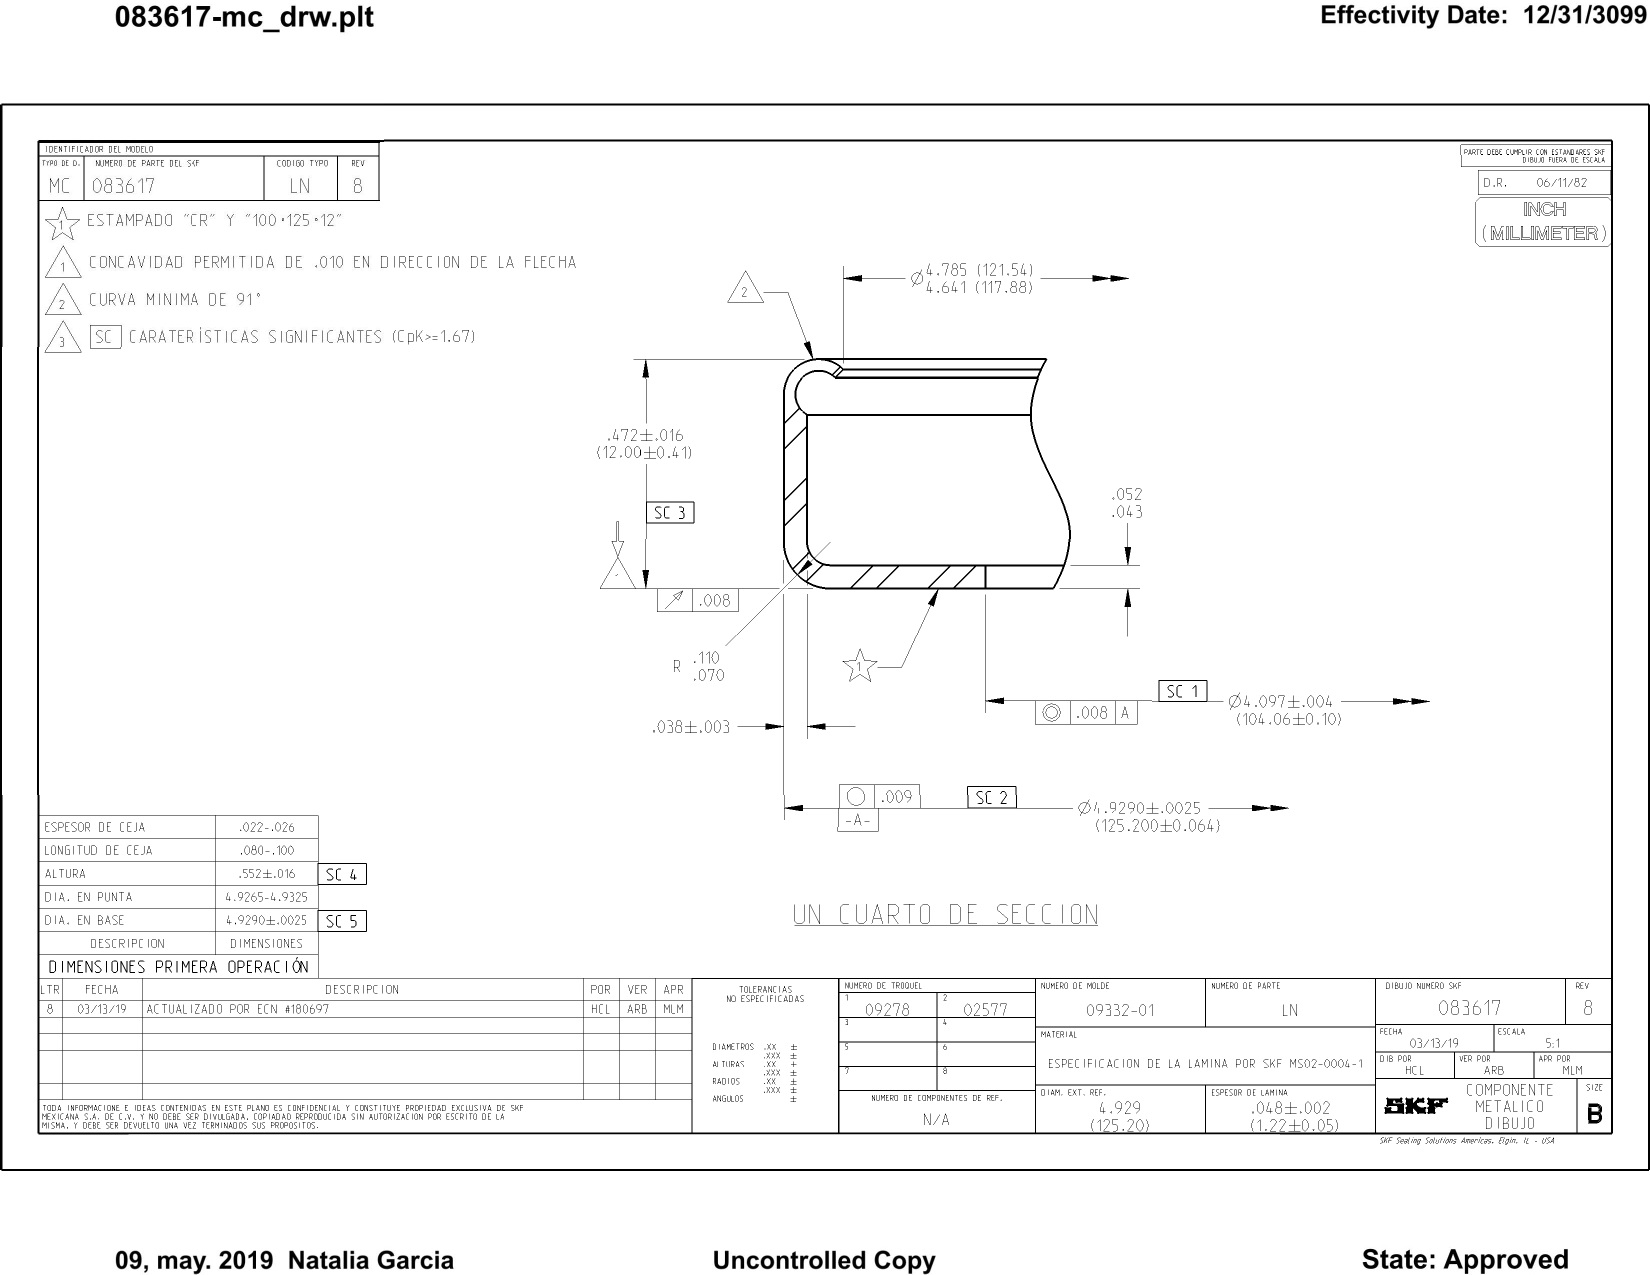 083617-mc_drw.plt
Effectivity Date: 12/31/3099
IDENTIFICADOR DEL MODELO
TYPO DE D. NUMERO DE PARTE DEL SKF CODIGO TYPO REV
MC 083617 LN 8
PARTE DEBE CUMPLIR CON ESTANDARES SKF
DIBUJO FUERA DE ESCALA
D.R. 06/11/82
INCH
(MILLIMETER)
1 ESTAMPADO "CR" Y "100•125•12"
1 CONCAVIDAD PERMITIDA DE .010 EN DIRECCION DE LA FLECHA
2 CURVA MINIMA DE 91°
3 SC CARATERÍSTICAS SIGNIFICANTES (CpK>=1.67)
2
Ø4.785 (121.54)
4.641 (117.88)
.472±.016
(12.00±0.41)
SC 3
.052
.043
.008
R .110
.070
1
.038±.003
SC 1
.008 A
Ø4.097±.004
(104.06±0.10)
.009
-A-
SC 2
Ø4.9290±.0025
(125.200±0.064)
UN CUARTO DE SECCION
ESPESOR DE CEJA .022-.026
LONGITUD DE CEJA .080-.100
ALTURA .552±.016 SC 4
DIA. EN PUNTA 4.9265-4.9325
DIA. EN BASE 4.9290±.0025 SC 5
DESCRIPCION DIMENSIONES
DIMENSIONES PRIMERA OPERACIÓN
LTR FECHA DESCRIPCION POR VER APR
8 03/13/19 ACTUALIZADO POR ECN #180697 HCL ARB MLM
TODA INFORMACIONE E IDEAS CONTENIDAS EN ESTE PLANO ES CONFIDENCIAL Y CONSTITUYE PROPIEDAD EXCLUSIVA DE SKF
MEXICANA S.A. DE C.V. Y NO DEBE SER DIVULGADA, COPIADAO REPRODUCIDA SIN AUTORIZACION POR ESCRITO DE LA
MISMA, Y DEBE SER DEVUELTO UNA VEZ TERMINADOS SUS PROPOSITOS.
TOLERANCIAS
NO ESPECIFICADAS
DIAMETROS .XX ±
.XXX ±
ALTURAS .XX ±
.XXX ±
RADIOS .XX ±
.XXX ±
ANGULOS ±
NUMERO DE TROQUEL
1 09278 2 02577
3 4
5 6
7 8
NUMERO DE COMPONENTES DE REF.
N/A
NUMERO DE MOLDE
09332-01
NUMERO DE PARTE
LN
MATERIAL
ESPECIFICACION DE LA LAMINA POR SKF MS02-0004-1
DIAM. EXT. REF.
4.929
(125.20)
ESPESOR DE LAMINA
.048±.002
(1.22±0.05)
DIBUJO NUMERO SKF REV
083617 8
FECHA ESCALA
03/13/19 5:1
DIB POR VER POR APR POR
HCL ARB MLM
SKF
COMPONENTE
METALICO
DIBUJO
SIZE
B
SKF Sealing Solutions Americas, Elgin, IL - USA
09, may. 2019 Natalia Garcia
Uncontrolled Copy
State: Approved